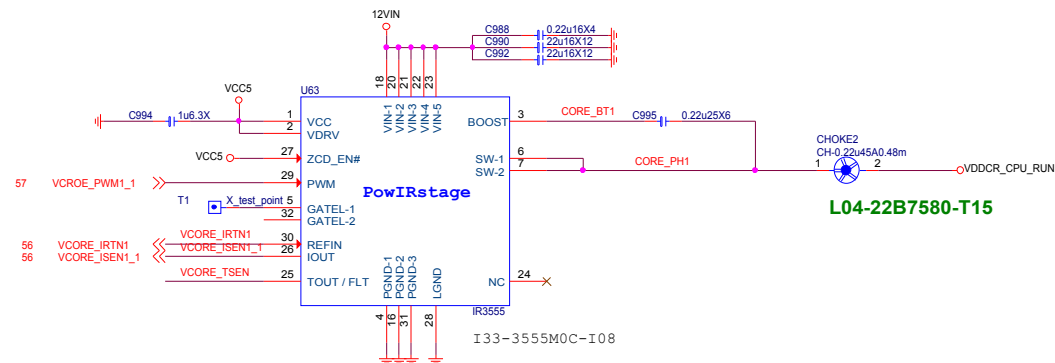 12VIN
C988 0.22u16X4
C990 22u16X12
C992 22u16X12
18 20 21 22 23
U63
VCC5
C994 1u6.3X
1 VCC
2 VDRV
VIN-1 VIN-2 VIN-3 VIN-4 VIN-5
BOOST 3 CORE_BT1 C995 0.22u25X6
VCC5 27 ZCD_EN#
SW-1 6
SW-2 7 CORE_PH1
CHOKE2
CH-0.22u45A0.48m
1 2 VDDCR_CPU_RUN
57 VCROE_PWM1_1 29 PWM
PowIRstage
L04-22B7580-T15
T1 X_test_point 5 GATEL-1
32 GATEL-2
VCORE_IRTN1
56 VCORE_IRTN1 30 REFIN
VCORE_ISEN1_1
56 VCORE_ISEN1_1 26 IOUT
VCORE_TSEN 25 TOUT / FLT
NC 24
PGND-1 PGND-2 PGND-3 LGND
4 16 31 28
IR3555
I33-3555M0C-I08